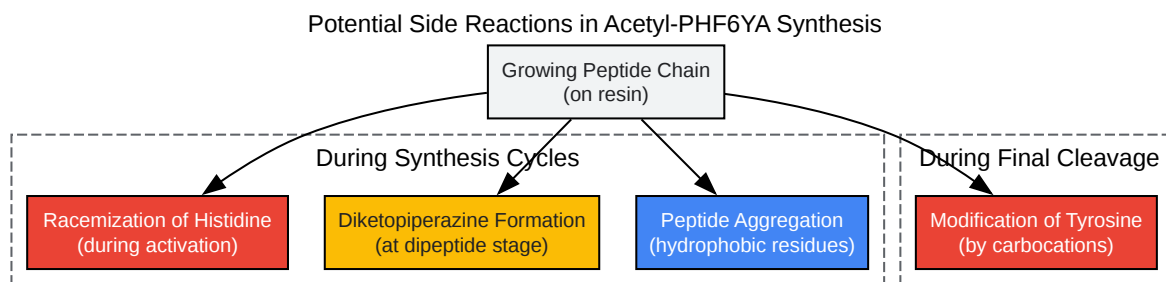 Potential Side Reactions in Acetyl-PHF6YA Synthesis
Growing Peptide Chain
(on resin)
During Synthesis Cycles
During Final Cleavage
Racemization of Histidine
(during activation)
Diketopiperazine Formation
(at dipeptide stage)
Peptide Aggregation
(hydrophobic residues)
Modification of Tyrosine
(by carbocations)